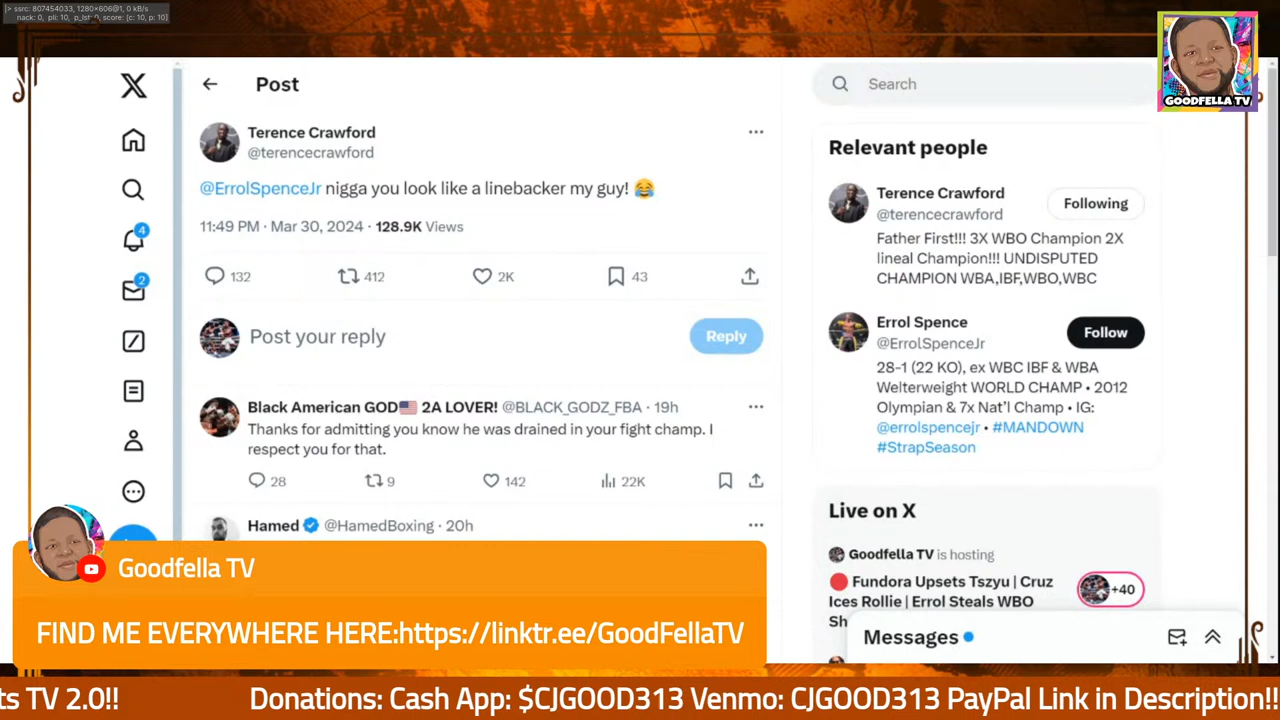 |> ssrc: 807454033, 1280×606@1, 0 kB/s
nack: 0, pli: 10, p_lst: 0, score: [c: 10, p: 10]
GOODFELLA TV
Post
Search
Terence Crawford
@terencecrawford
@ErrolSpenceJr nigga you look like a linebacker my guy! 😂
11:49 PM · Mar 30, 2024 · 128.9K Views
132 412 2K 43
Post your reply
Reply
Black American GOD🇺🇸 2A LOVER! @BLACK_GODZ_FBA · 19h
Thanks for admitting you know he was drained in your fight champ. I
respect you for that.
28 9 142 22K
Hamed @HamedBoxing · 20h
4
2
Relevant people
Terence Crawford
@terencecrawford
Following
Father First!!! 3X WBO Champion 2X
lineal Champion!!! UNDISPUTED
CHAMPION WBA,IBF,WBO,WBC
Errol Spence
@ErrolSpenceJr
Follow
28-1 (22 KO), ex WBC IBF & WBA
Welterweight WORLD CHAMP • 2012
Olympian & 7x Nat'l Champ • IG:
@errolspencejr • #MANDOWN
#StrapSeason
Live on X
Goodfella TV is hosting
🔴 Fundora Upsets Tszyu | Cruz
Ices Rollie | Errol Steals WBO
Sh
+40
Messages
Goodfella TV
FIND ME EVERYWHERE HERE:https://linktr.ee/GoodFellaTV
ts TV 2.0!! Donations: Cash App: $CJGOOD313 Venmo: CJGOOD313 PayPal Link in Description!!